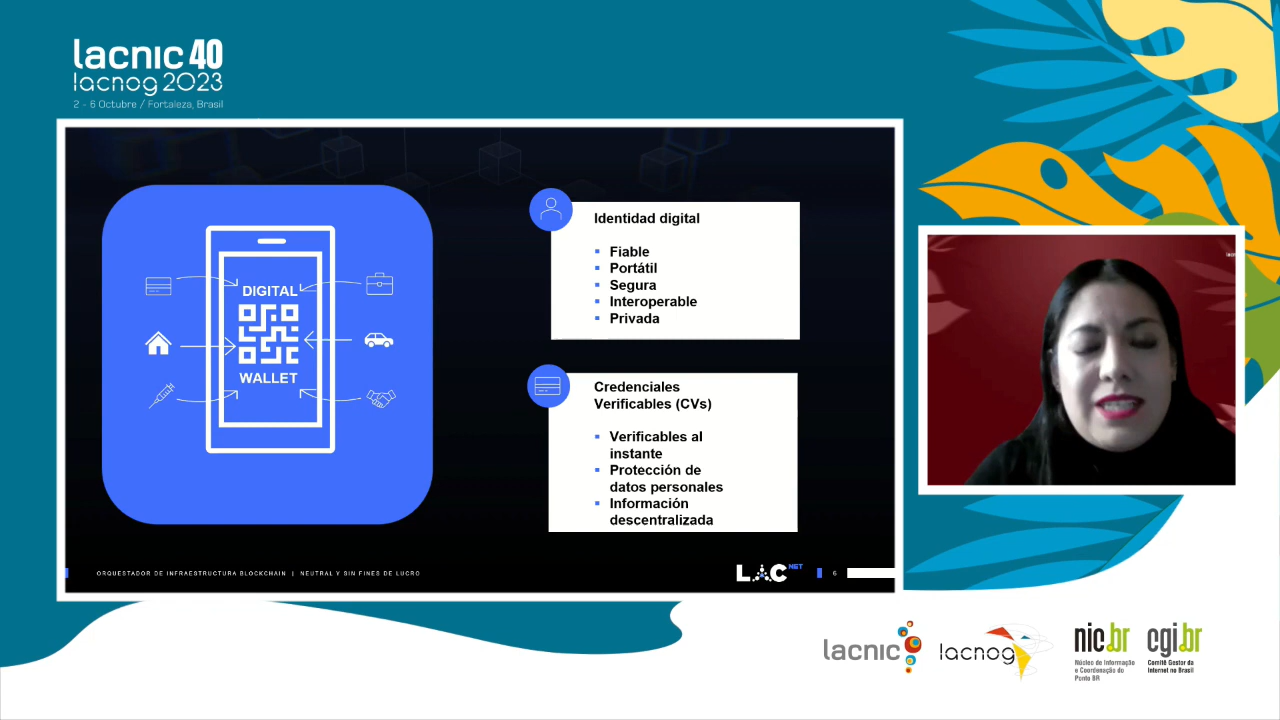 lacnic 40
lacnog 2023
2 - 6 Octubre / Fortaleza, Brasil
DIGITAL
WALLET
Identidad digital
Fiable
Portátil
Segura
Interoperable
Privada
Credenciales
Verificables (CVs)
Verificables al
instante
Protección de
datos personales
Información
descentralizada
ORQUESTADOR DE INFRAESTRUCTURA BLOCKCHAIN | NEUTRAL Y SIN FINES DE LUCRO
LAC NET
6
lacnic
lacnog
nic.br
Núcleo de Informação
e Coordenação do
Ponto BR
cgi.br
Comitê Gestor da
Internet no Brasil